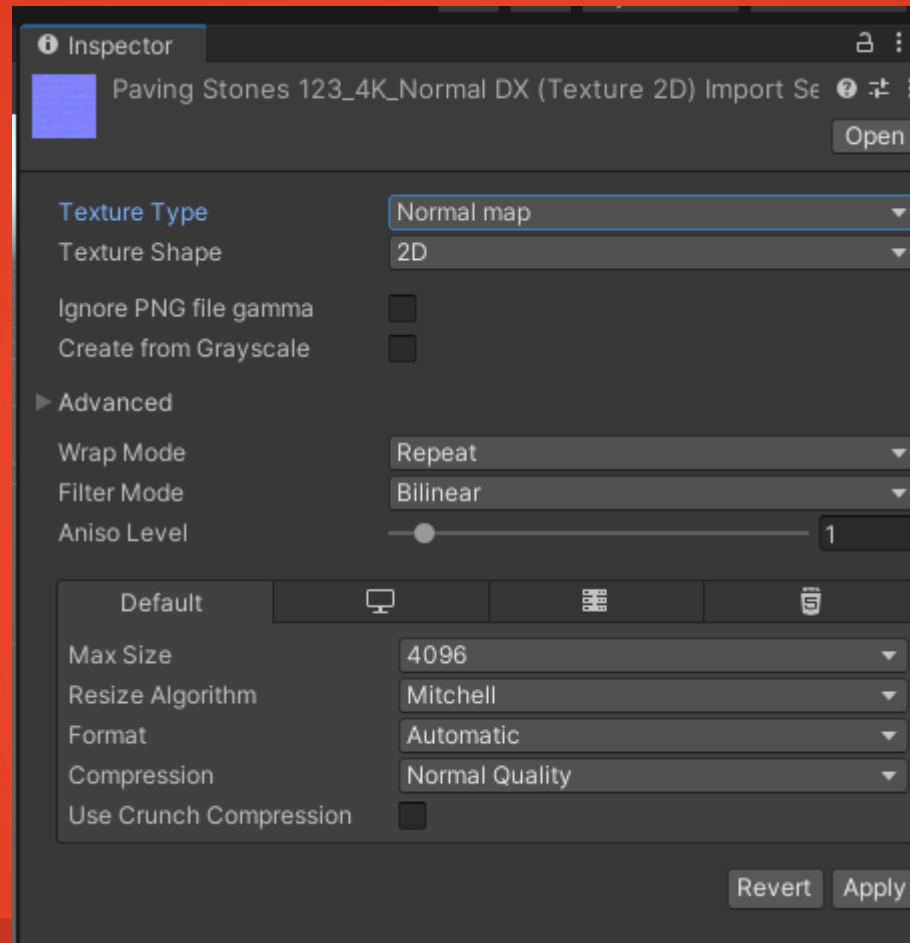 Inspector
Paving Stones 123_4K_Normal DX (Texture 2D) Import Se
Open
Texture Type Normal map
Texture Shape 2D
Ignore PNG file gamma
Create from Grayscale
Advanced
Wrap Mode Repeat
Filter Mode Bilinear
Aniso Level 1
Default
Max Size 4096
Resize Algorithm Mitchell
Format Automatic
Compression Normal Quality
Use Crunch Compression
Revert Apply